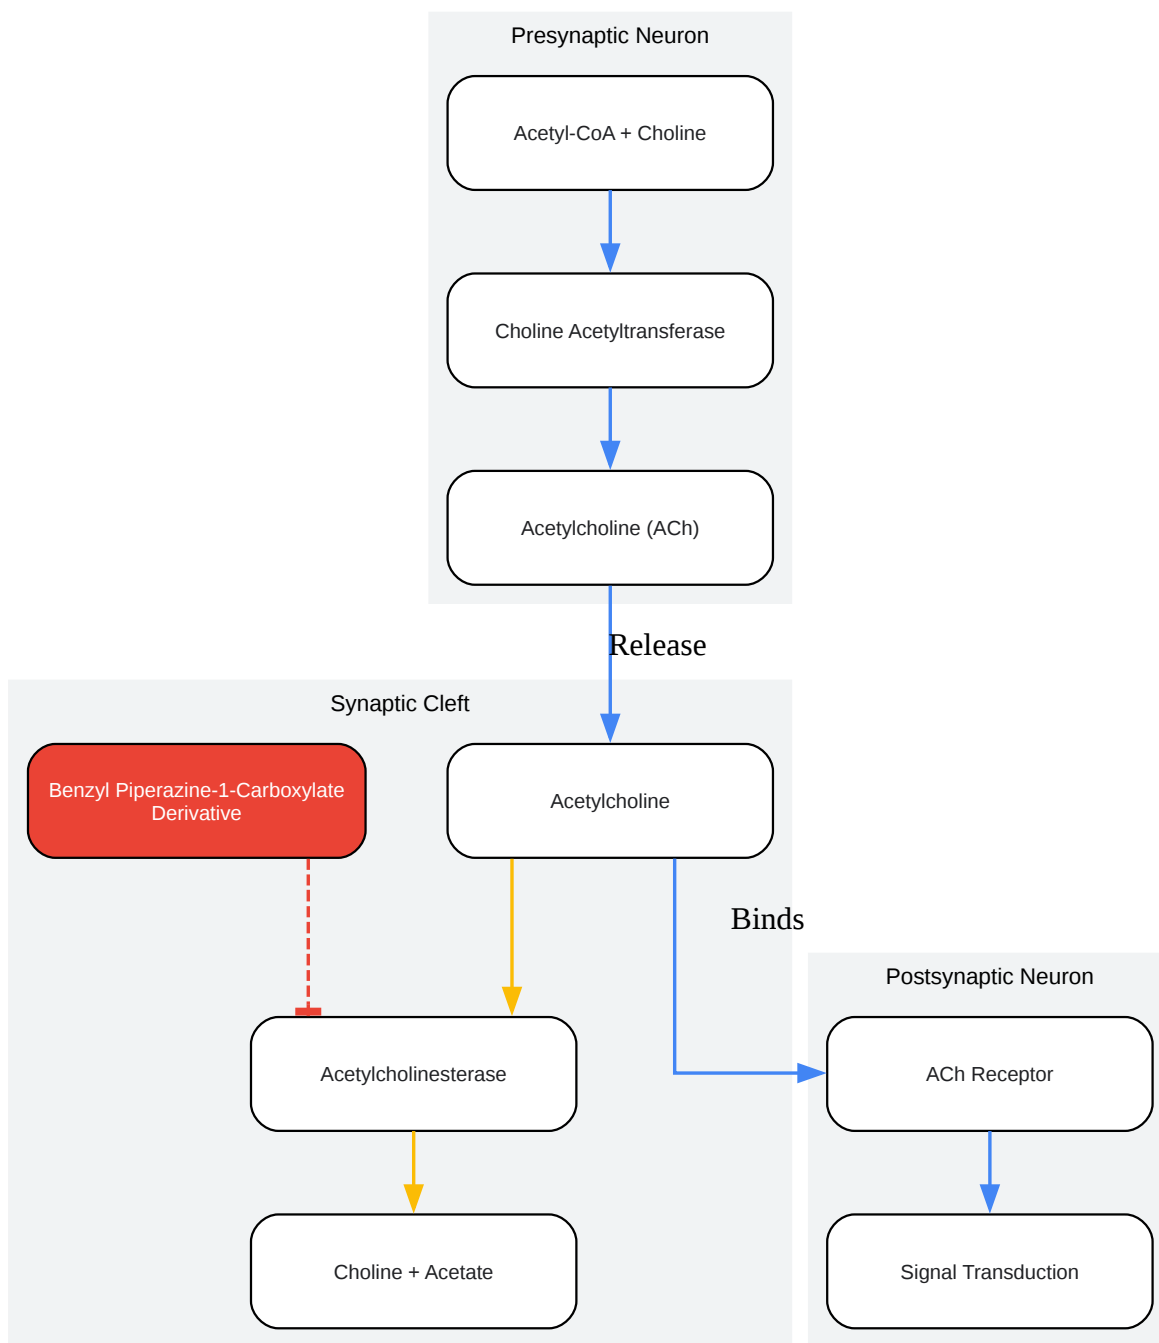 Presynaptic Neuron
Acetyl-CoA + Choline
Choline Acetyltransferase
Acetylcholine (ACh)
Release
Synaptic Cleft
Benzyl Piperazine-1-Carboxylate
Derivative
Acetylcholine
Binds
Postsynaptic Neuron
Acetylcholinesterase
ACh Receptor
Choline + Acetate
Signal Transduction